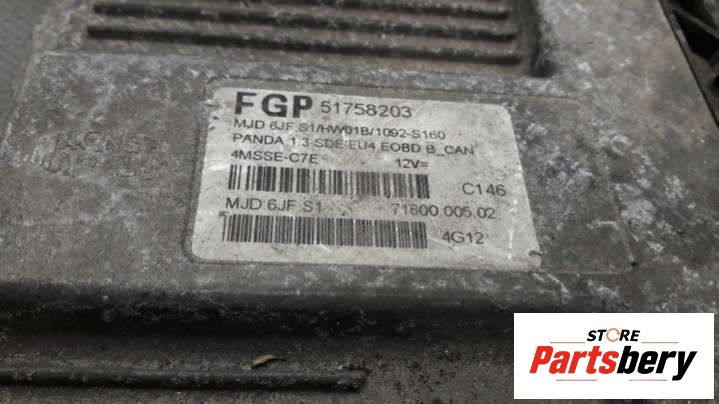 FGP 51758203
MJD 6JF.S1/HW01B/1092-S160
PANDA 1.3 SDE EU4 EOBD B_CAN
4MSSE-C7E 12V=
C146
MJD 6JF.S1 71600.005.02
4G12
STORE
Partsbery